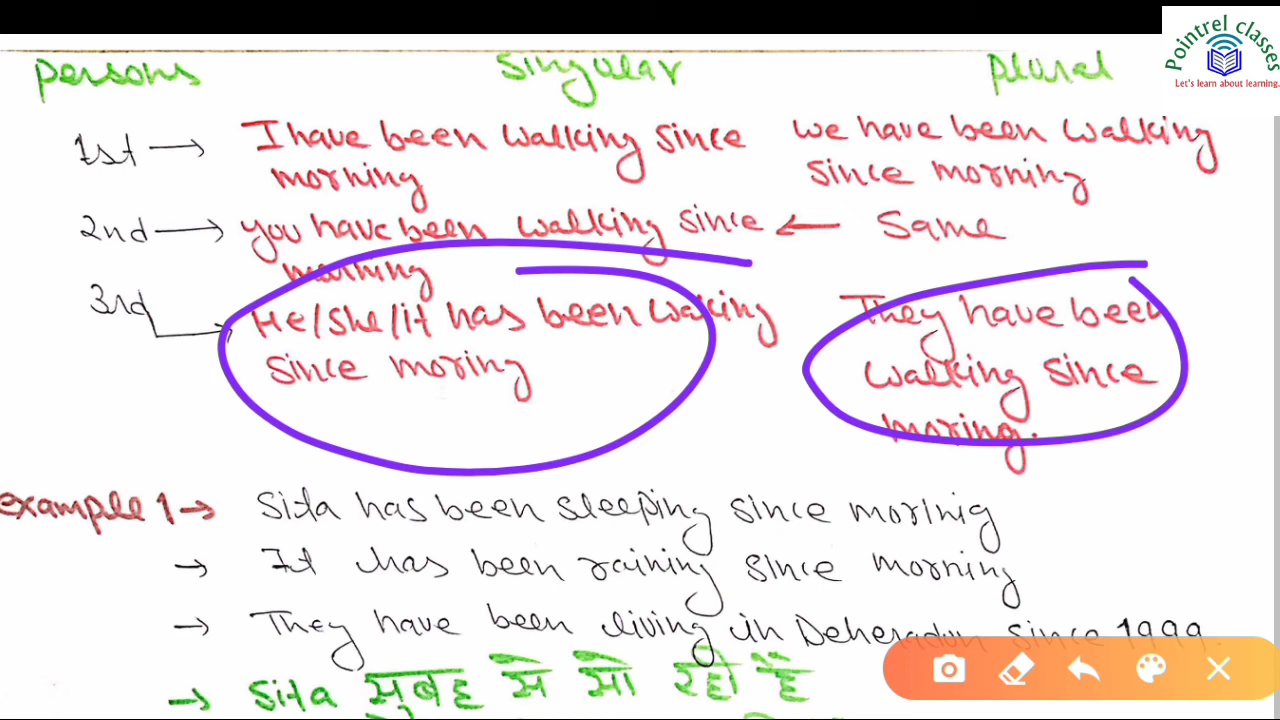 Pointrel classes
Let's learn about learning.
Persons Singular Plural
1st → I have been walking since we have been walking
morning since morning
2nd → you have been walking since ← Same
morning
3rd He/She/It has been walking They have been
since moring walking since
moring.
Example 1 → Sita has been sleeping since morinig
→ It has been raining since morning
→ They have been living in Deheradun since 1999.
→ Sita सुबह से सो रही है